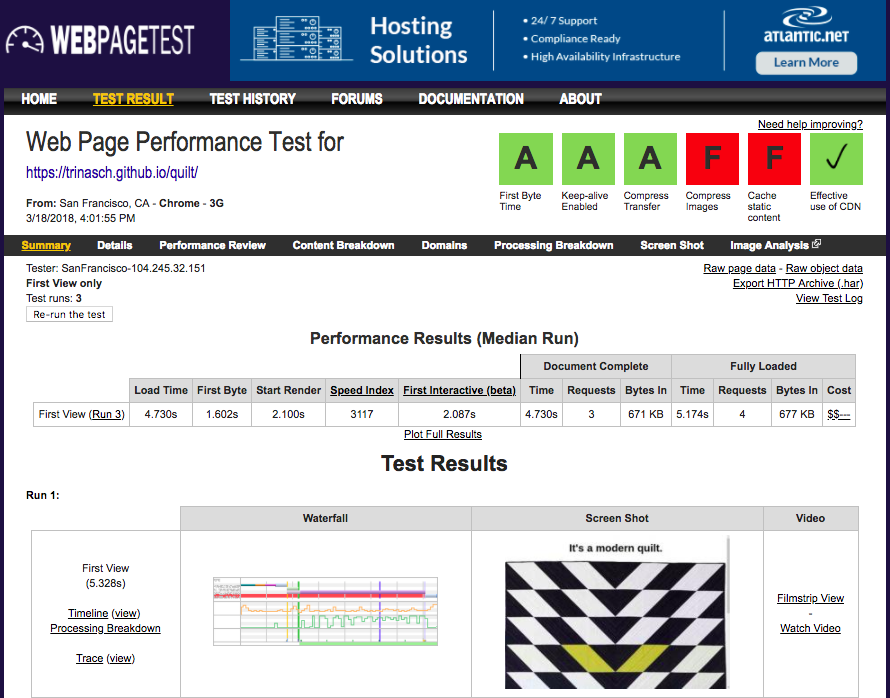 WEBPAGETEST
Hosting
Solutions
• 24/ 7 Support
• Compliance Ready
• High Availability Infrastructure
ATLANTIC.NET
Learn More
HOME TEST RESULT TEST HISTORY FORUMS DOCUMENTATION ABOUT
Need help improving?
Web Page Performance Test for
https://trinasch.github.io/quilt/
From: San Francisco, CA - Chrome - 3G
3/18/2018, 4:01:55 PM
A A A F F ✓
First Byte Time
Keep-alive Enabled
Compress Transfer
Compress Images
Cache static content
Effective use of CDN
Summary Details Performance Review Content Breakdown Domains Processing Breakdown Screen Shot Image Analysis
Tester: SanFrancisco-104.245.32.151
First View only
Test runs: 3
Re-run the test
Raw page data - Raw object data
Export HTTP Archive (.har)
View Test Log
Performance Results (Median Run)
Document Complete Fully Loaded
Load Time First Byte Start Render Speed Index First Interactive (beta) Time Requests Bytes In Time Requests Bytes In Cost
First View (Run 3) 4.730s 1.602s 2.100s 3117 2.087s 4.730s 3 671 KB 5.174s 4 677 KB $$---
Plot Full Results
Test Results
Run 1:
Waterfall Screen Shot Video
First View
(5.328s)
Timeline (view)
Processing Breakdown
Trace (view)
It's a modern quilt.
Filmstrip View
-
Watch Video